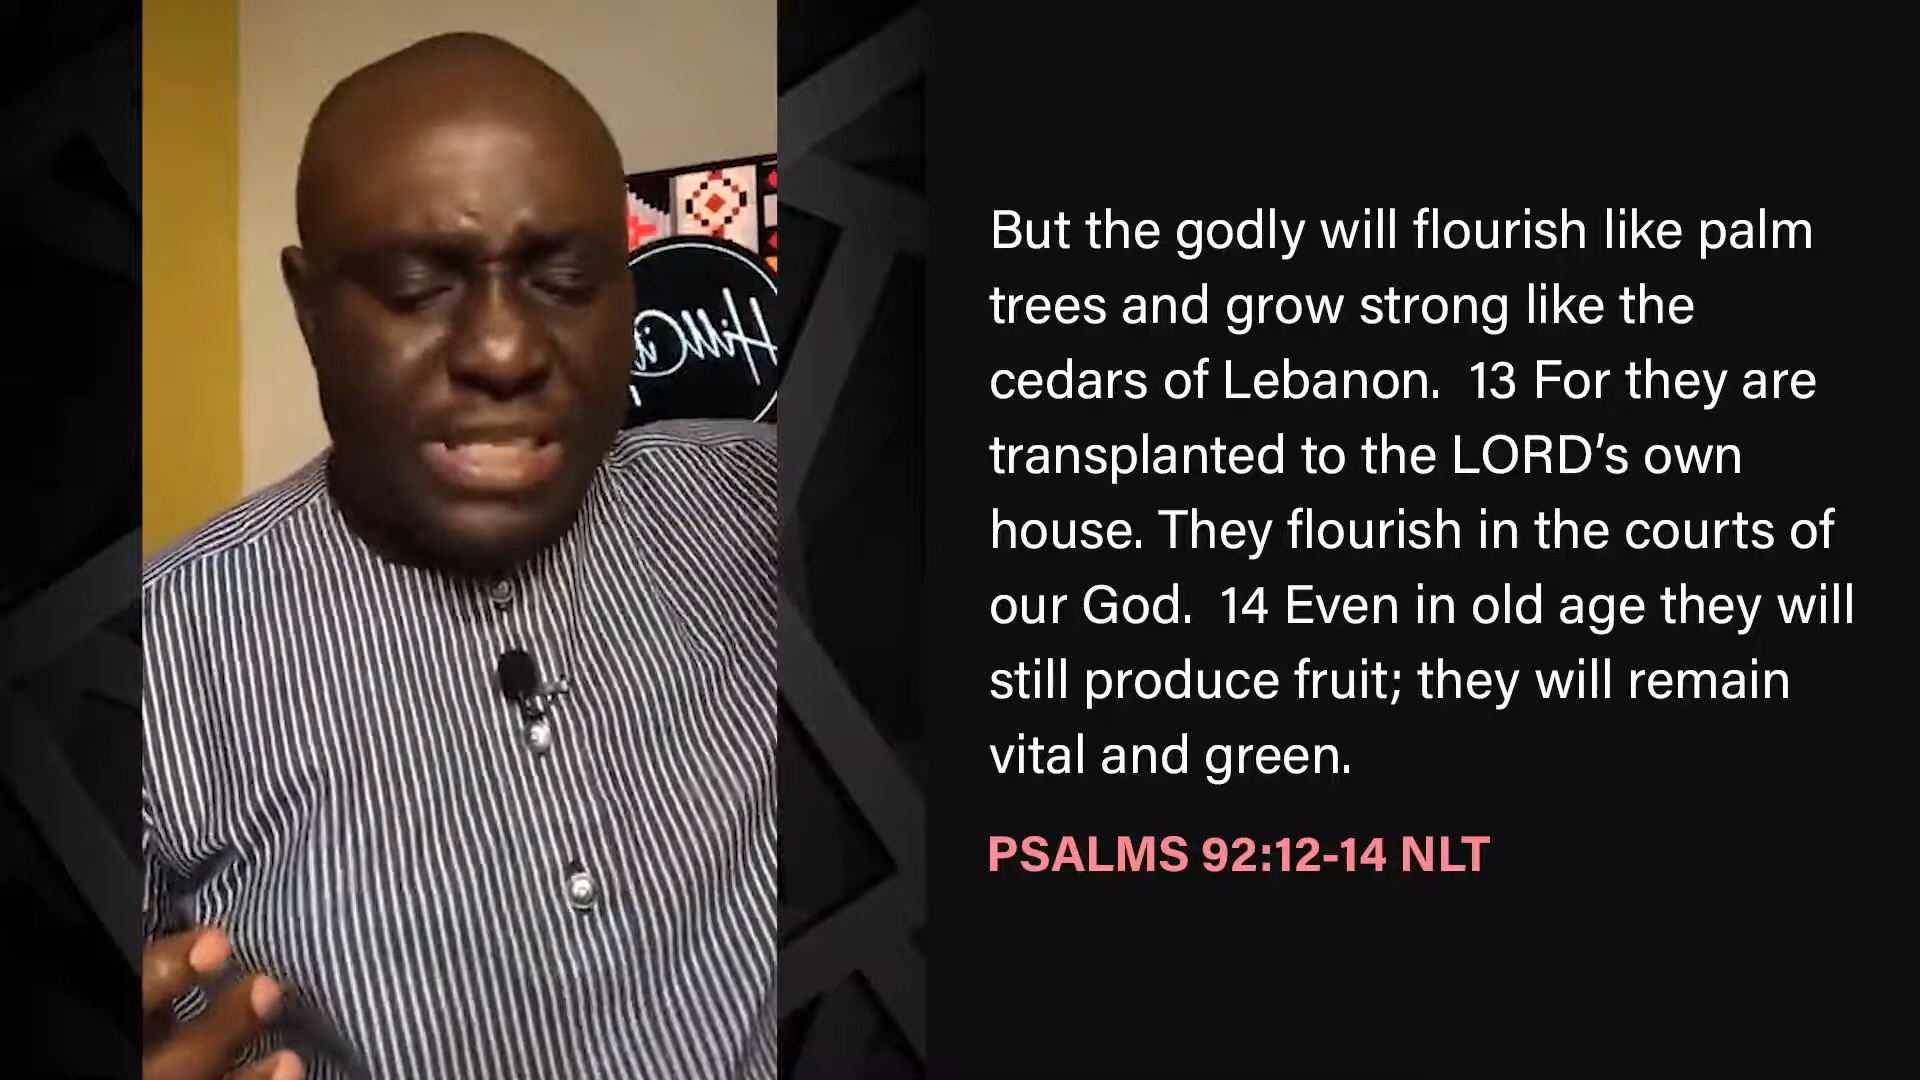 But the godly will flourish like palm
trees and grow strong like the
cedars of Lebanon.  13 For they are
transplanted to the LORD’s own
house. They flourish in the courts of
our God.  14 Even in old age they will
still produce fruit; they will remain
vital and green.
PSALMS 92:12-14 NLT